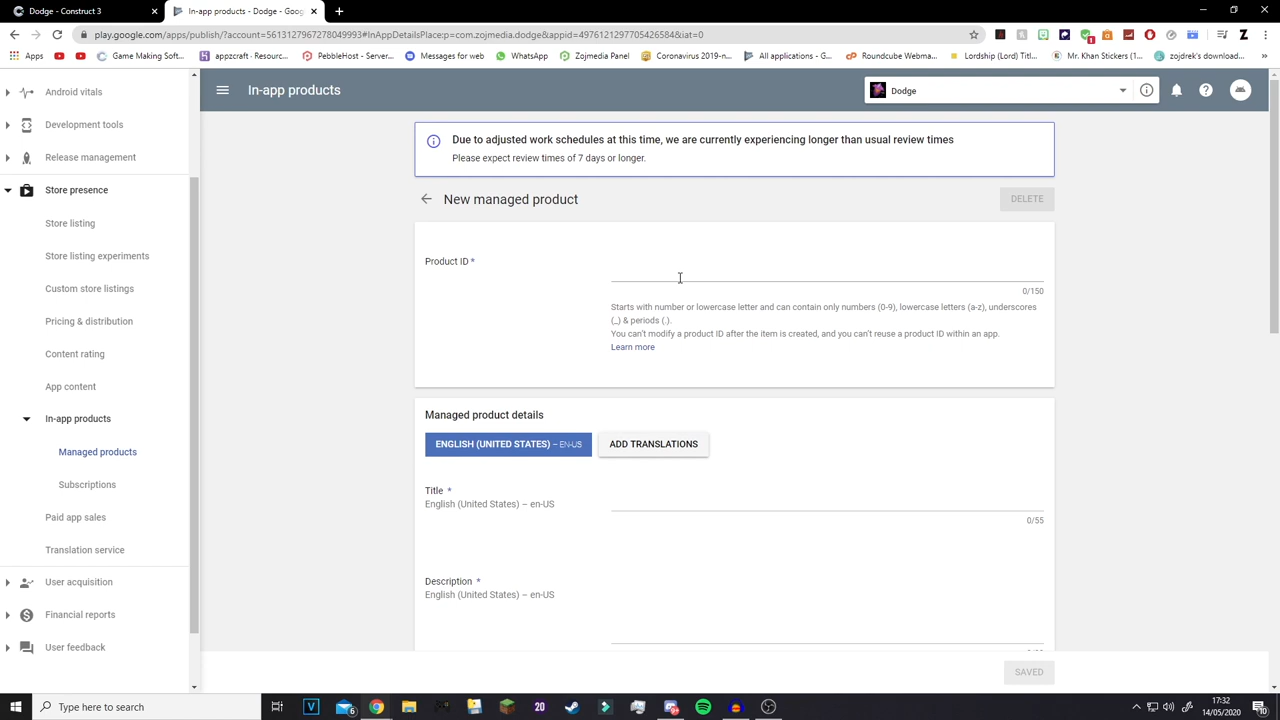 Dodge - Construct 3
In-app products - Dodge - Goog
play.google.com/apps/publish/?account=5613127967278049993#InAppDetailsPlace:p=com.zojmedia.dodge&appid=4976121297705426584&iat=0
Apps
Game Making Soft...
appzcraft - Resourc...
PebbleHost - Server...
Messages for web
WhatsApp
Zojmedia Panel
Coronavirus 2019-n...
All applications - G...
Roundcube Webma...
Lordship (Lord) Titl...
Mr. Khan Stickers (1...
zojdrek's download...
Android vitals
Development tools
Release management
Store presence
Store listing
Store listing experiments
Custom store listings
Pricing & distribution
Content rating
App content
In-app products
Managed products
Subscriptions
Paid app sales
Translation service
User acquisition
Financial reports
User feedback
In-app products
Dodge
Due to adjusted work schedules at this time, we are currently experiencing longer than usual review times
Please expect review times of 7 days or longer.
New managed product
DELETE
Product ID *
0/150
Starts with number or lowercase letter and can contain only numbers (0-9), lowercase letters (a-z), underscores
(_) & periods (.).
You can't modify a product ID after the item is created, and you can't reuse a product ID within an app.
Learn more
Managed product details
ENGLISH (UNITED STATES) – EN-US
ADD TRANSLATIONS
Title *
English (United States) – en-US
0/55
Description *
English (United States) – en-US
SAVED
Type here to search
17:32
14/05/2020